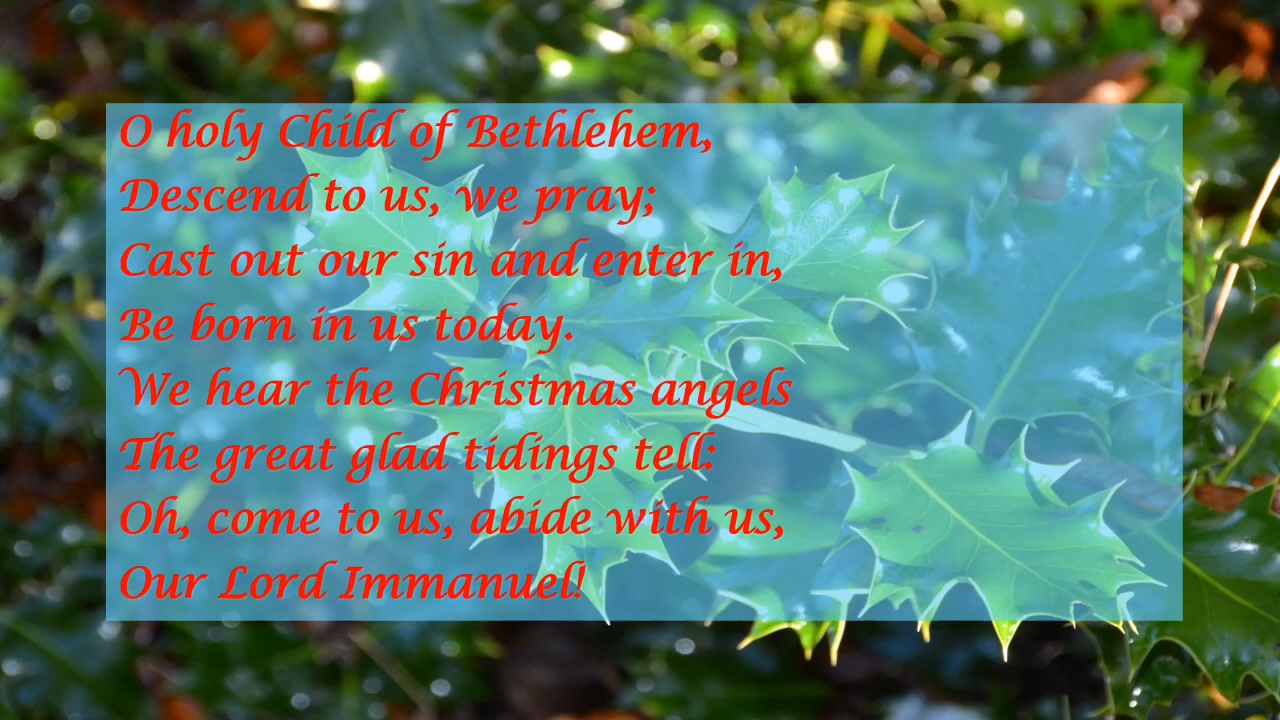 O holy Child of Bethlehem,
Descend to us, we pray;
Cast out our sin and enter in,
Be born in us today.
We hear the Christmas angels
The great glad tidings tell:
Oh, come to us, abide with us,
Our Lord Immanuel!